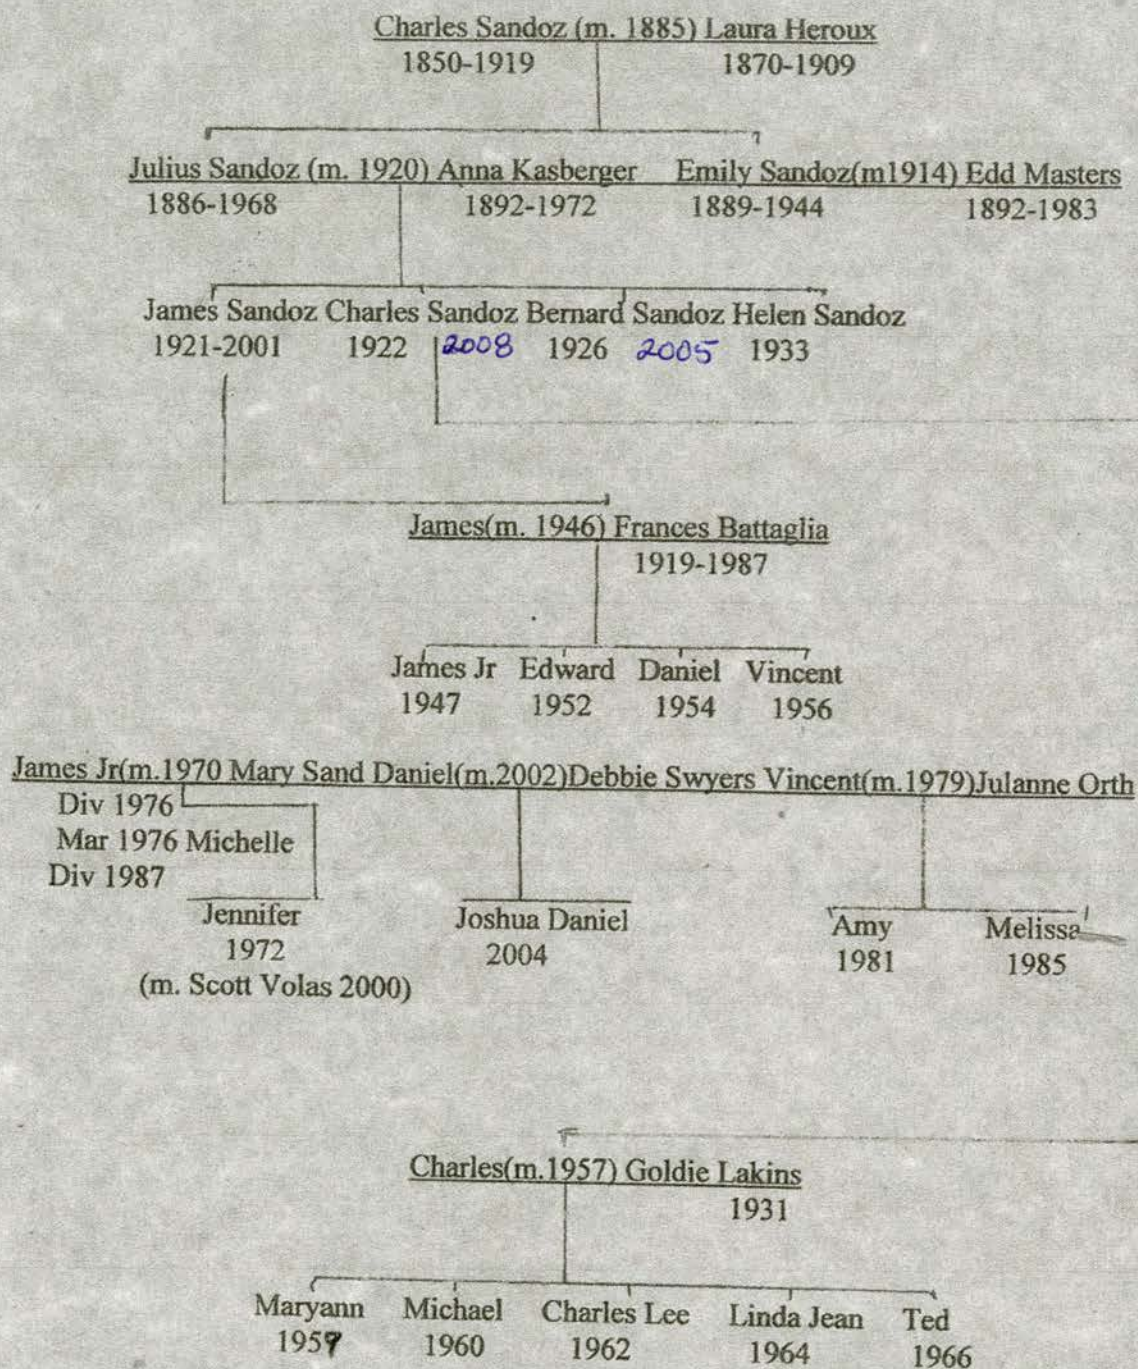 Charles Sandoz (m. 1885) Laura Heroux
1850-1919 1870-1909
Julius Sandoz (m. 1920) Anna Kasberger Emily Sandoz(m1914) Edd Masters
1886-1968 1892-1972 1889-1944 1892-1983
James Sandoz Charles Sandoz Bernard Sandoz Helen Sandoz
1921-2001 1922 2008 1926 2005 1933
James(m. 1946) Frances Battaglia
1919-1987
James Jr Edward Daniel Vincent
1947 1952 1954 1956
James Jr(m.1970 Mary Sand Daniel(m.2002)Debbie Swyers Vincent(m.1979)Julanne Orth
Div 1976
Mar 1976 Michelle
Div 1987
Jennifer Joshua Daniel Amy Melissa
1972 2004 1981 1985
(m. Scott Volas 2000)
Charles(m.1957) Goldie Lakins
1931
Maryann Michael Charles Lee Linda Jean Ted
1959 1960 1962 1964 1966